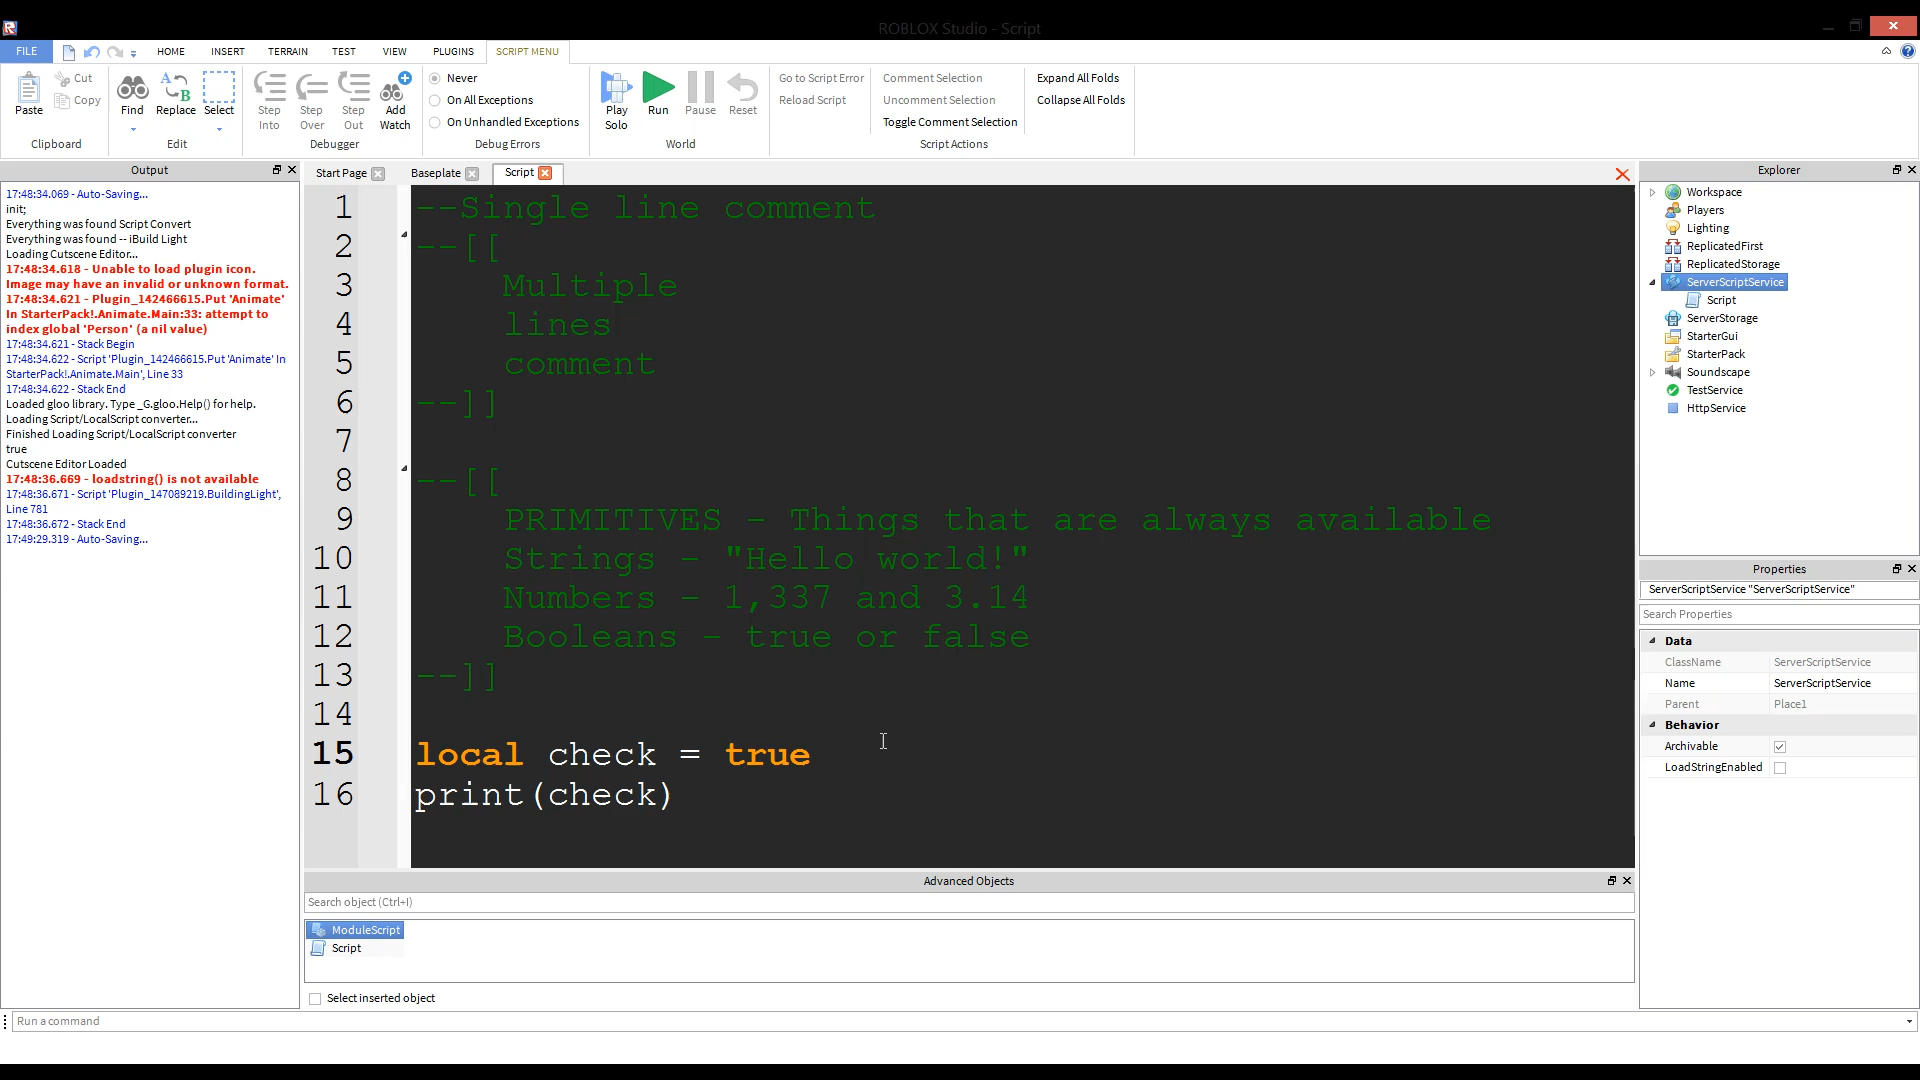 ROBLOX Studio - Script
FILE HOME INSERT TERRAIN TEST VIEW PLUGINS SCRIPT MENU
Paste
Cut
Copy
Clipboard
Find
Replace
Select
Edit
Step Into
Step Over
Step Out
Add Watch
Debugger
Never
On All Exceptions
On Unhandled Exceptions
Debug Errors
Play Solo
Run
Pause
Reset
World
Go to Script Error
Reload Script
Comment Selection
Uncomment Selection
Toggle Comment Selection
Script Actions
Expand All Folds
Collapse All Folds
Output
17:48:34.069 - Auto-Saving...
init;
Everything was found Script Convert
Everything was found -- iBuild Light
Loading Cutscene Editor...
17:48:34.618 - Unable to load plugin icon.
Image may have an invalid or unknown format.
17:48:34.621 - Plugin_142466615.Put 'Animate'
In StarterPack!.Animate.Main:33: attempt to
index global 'Person' (a nil value)
17:48:34.621 - Stack Begin
17:48:34.622 - Script 'Plugin_142466615.Put 'Animate' In
StarterPack!.Animate.Main', Line 33
17:48:34.622 - Stack End
Loaded gloo library. Type _G.gloo.Help() for help.
Loading Script/LocalScript converter...
Finished Loading Script/LocalScript converter
true
Cutscene Editor Loaded
17:48:36.669 - loadstring() is not available
17:48:36.671 - Script 'Plugin_147089219.BuildingLight',
Line 781
17:48:36.672 - Stack End
17:49:29.319 - Auto-Saving...
Start Page Baseplate Script
1 --Single line comment
2 --[[
3 Multiple
4 lines
5 comment
6 --]]
7
8 --[[
9 PRIMITIVES - Things that are always available
10 Strings - "Hello world!"
11 Numbers - 1,337 and 3.14
12 Booleans - true or false
13 --]]
14
15 local check = true
16 print(check)
Advanced Objects
Search object (Ctrl+I)
ModuleScript
Script
Select inserted object
Run a command
Explorer
Workspace
Players
Lighting
ReplicatedFirst
ReplicatedStorage
ServerScriptService
Script
ServerStorage
StarterGui
StarterPack
Soundscape
TestService
HttpService
Properties
ServerScriptService "ServerScriptService"
Search Properties
Data
ClassName ServerScriptService
Name ServerScriptService
Parent Place1
Behavior
Archivable
LoadStringEnabled